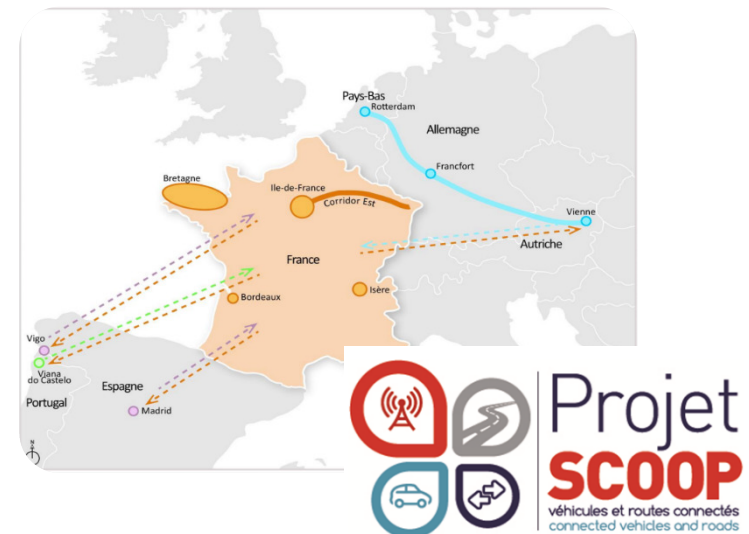 Pays-Bas
Rotterdam
Allemagne
Francfort
Bretagne
Ile-de-France
Corridor Est
Vienne
Autriche
France
Isère
Bordeaux
Vigo
Viana
do Castelo
Espagne
Portugal
Madrid
N
Projet
SCOOP
véhicules et routes connectés
connected vehicles and roads